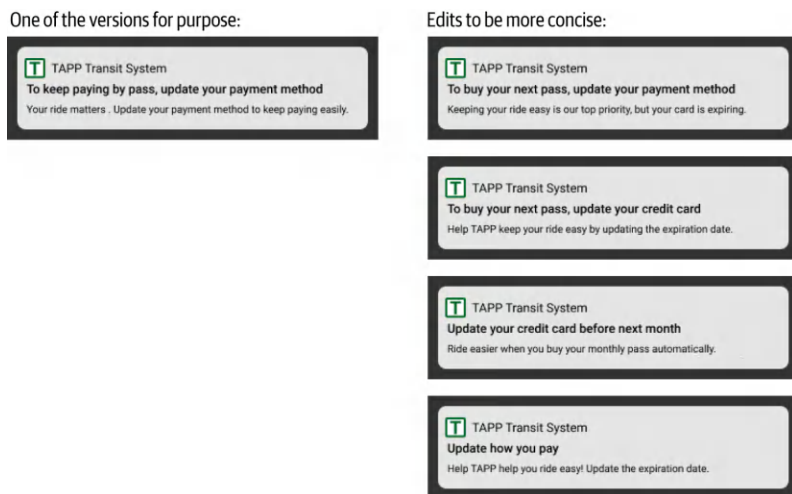 One of the versions for purpose:
T TAPP Transit System
To keep paying by pass, update your payment method
Your ride matters . Update your payment method to keep paying easily.
Edits to be more concise:
T TAPP Transit System
To buy your next pass, update your payment method
Keeping your ride easy is our top priority, but your card is expiring.
T TAPP Transit System
To buy your next pass, update your credit card
Help TAPP keep your ride easy by updating the expiration date.
T TAPP Transit System
Update your credit card before next month
Ride easier when you buy your monthly pass automatically.
T TAPP Transit System
Update how you pay
Help TAPP help you ride easy! Update the expiration date.